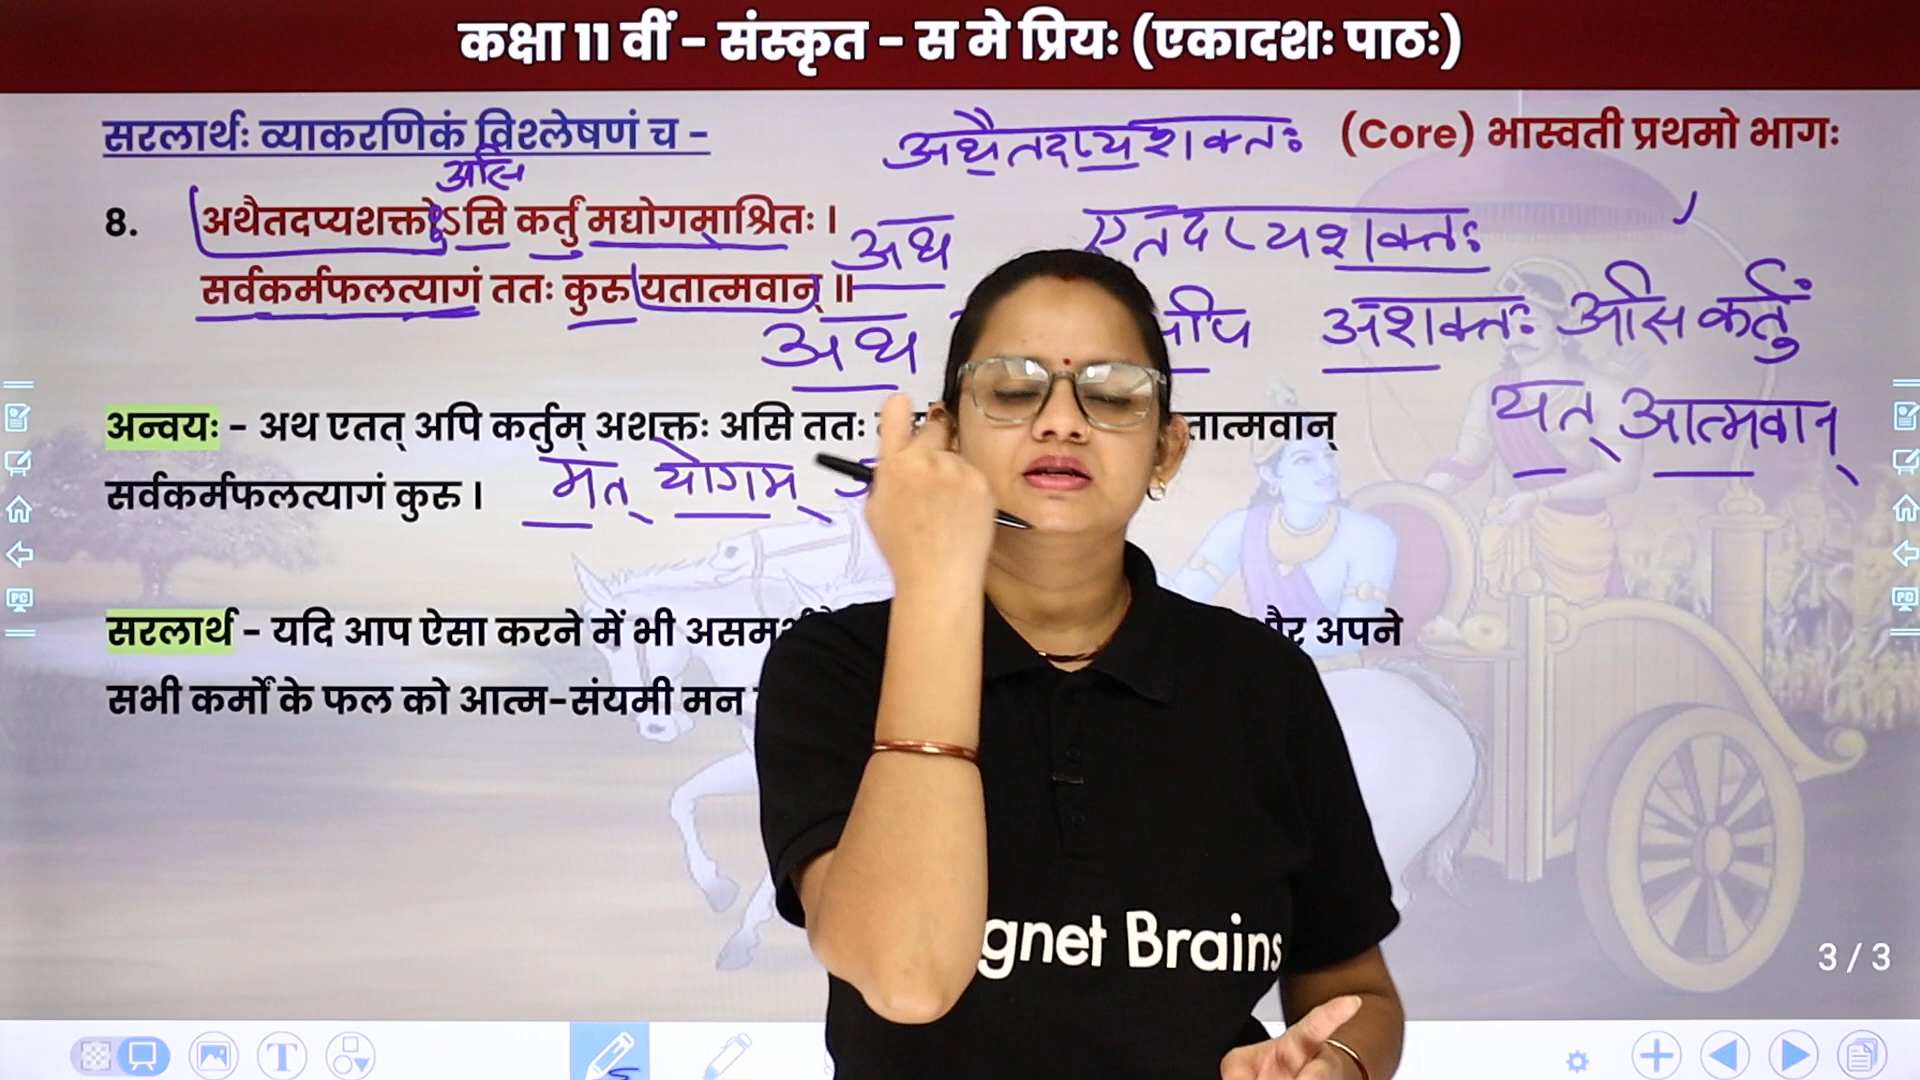 कक्षा 11 वीं - संस्कृत - स मे प्रियः (एकादशः पाठः)
सरलार्थः व्याकरणिकं विश्लेषणं च -
अथैतदप्यशक्तः
(Core) भास्वती प्रथमो भागः
असि
8. अथैतदप्यशक्तोऽसि कर्तुं मद्योगमाश्रितः ।
अथ एतदप्यशक्तः
सर्वकर्मफलत्यागं ततः कुरु यतात्मवान् ॥
अथ अशक्तः असि कर्तुं
यत् आत्मवान्
अन्वयः - अथ एतत् अपि कर्तुम् अशक्तः असि ततः
सर्वकर्मफलत्यागं कुरु ।
मत् योगम्
सरलार्थ - यदि आप ऐसा करने में भी अपने
सभी कर्मों के फल को आत्म-संयमी मन
gnet Brains
3 / 3